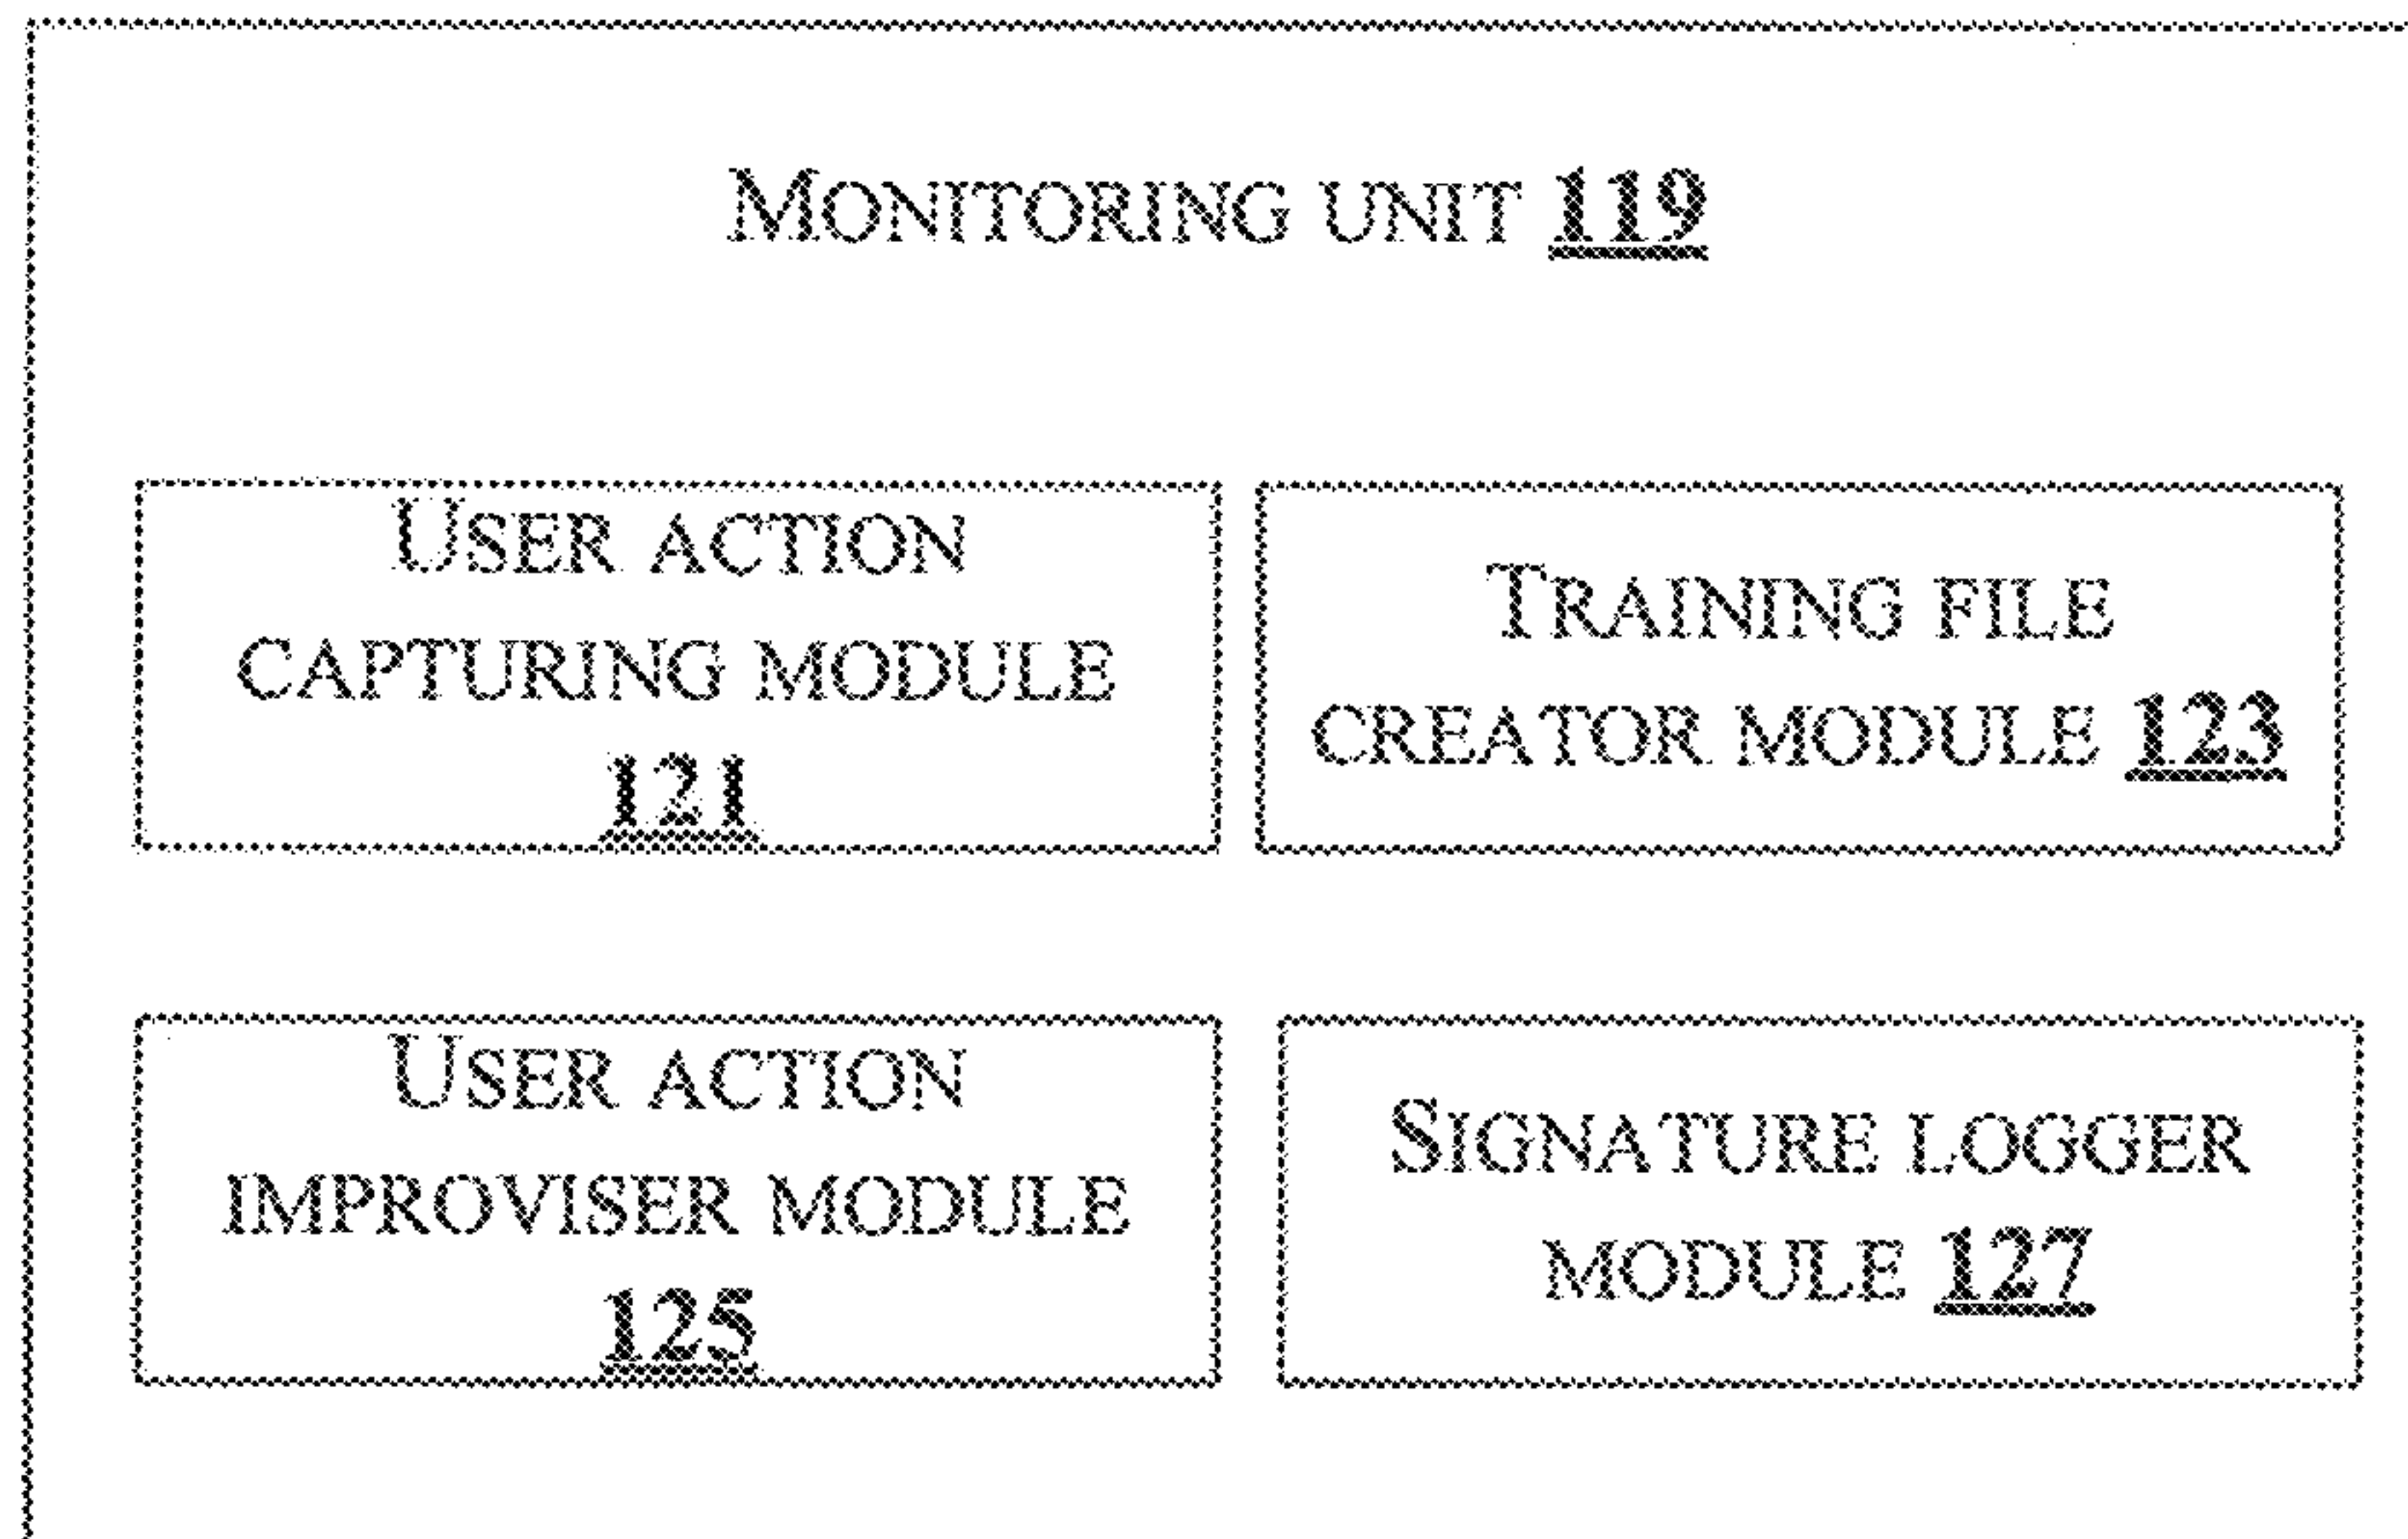 MONITORING UNIT 119
USER ACTION
CAPTURING MODULE
121
TRAINING FILE
CREATOR MODULE 123
USER ACTION
IMPROVISER MODULE
125
SIGNATURE LOGGER
MODULE 127